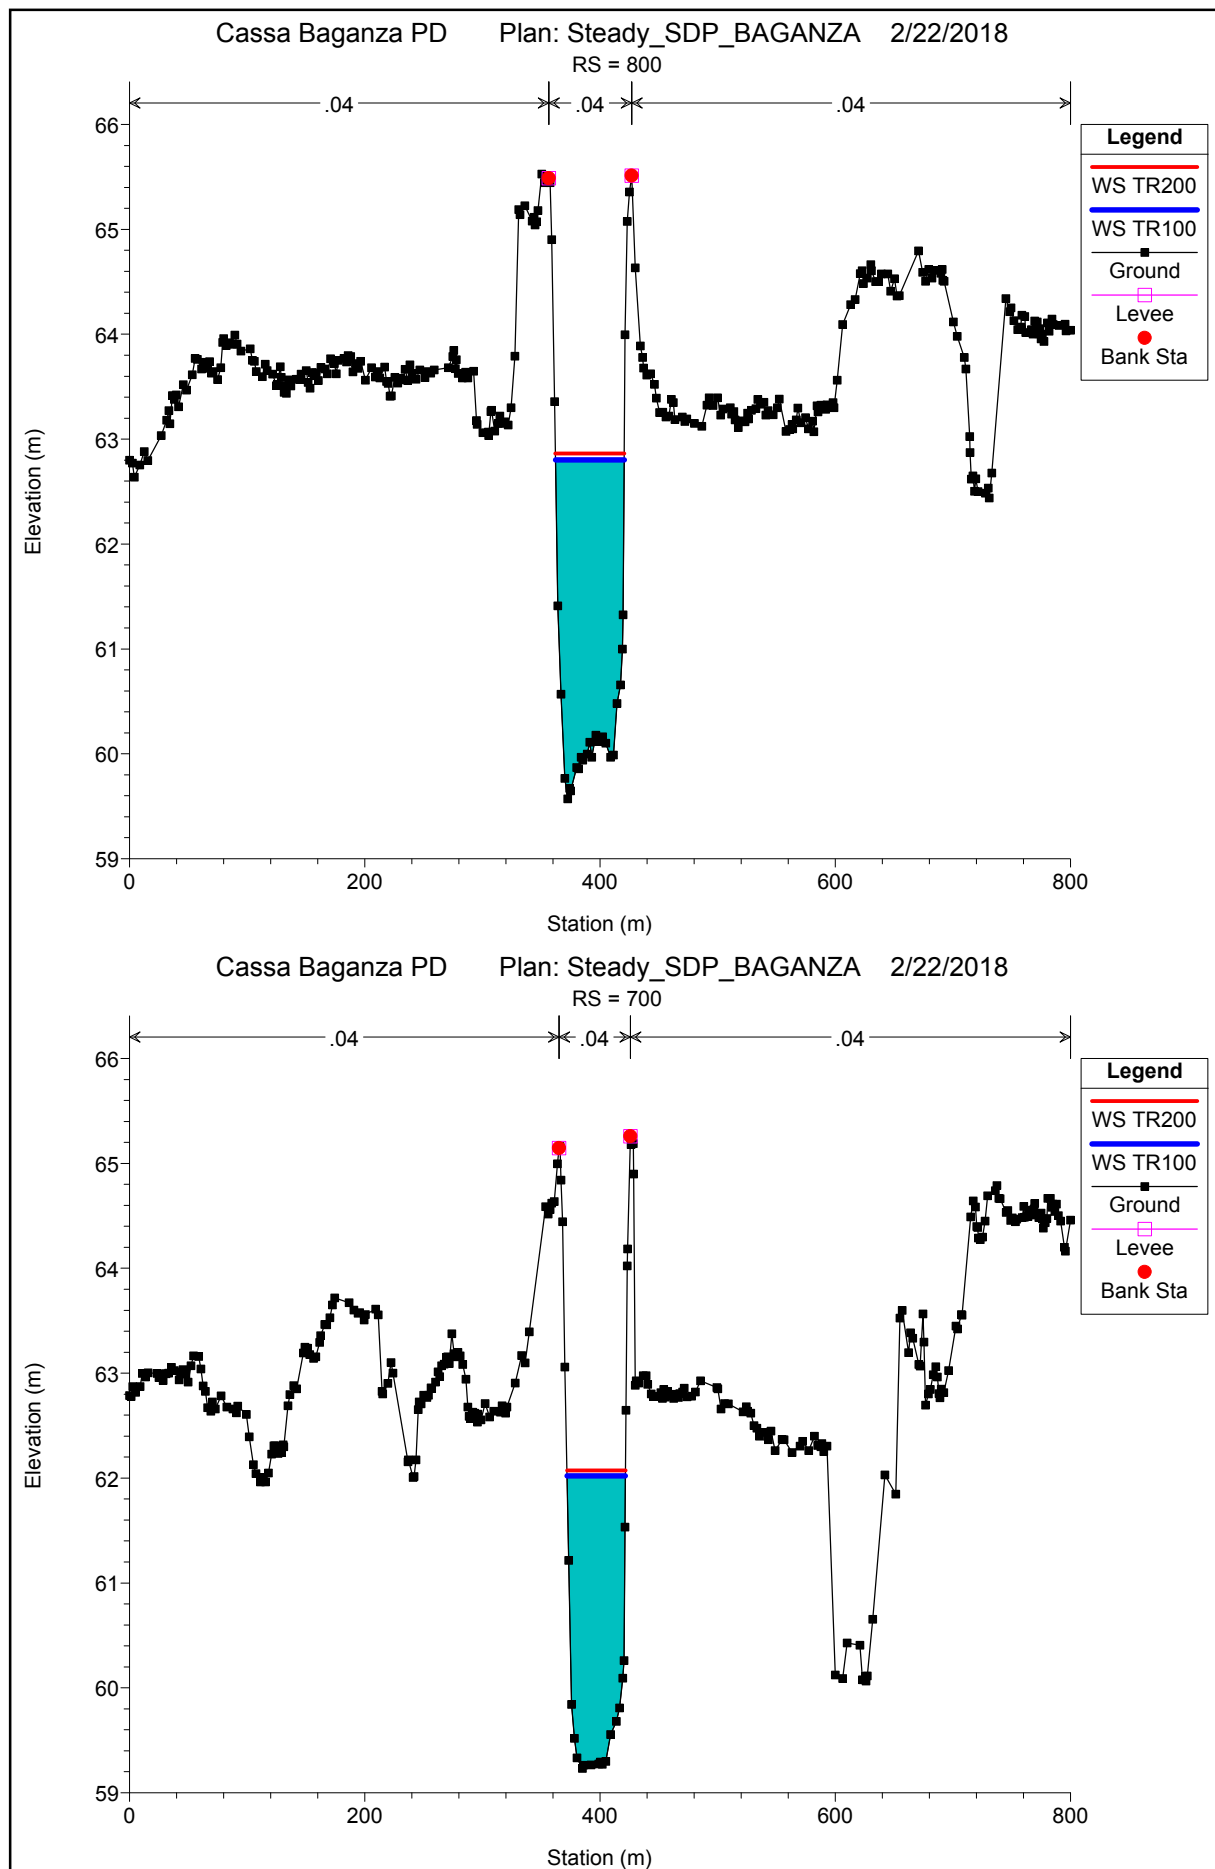 Cassa Baganza PD Plan: Steady_SDP_BAGANZA 2/22/2018
RS = 800
.04 .04 .04
66
65
64
63
62
61
60
59
0 200 400 600 800
Elevation (m)
Station (m)
Legend
WS TR200
WS TR100
Ground
Levee
Bank Sta
Cassa Baganza PD Plan: Steady_SDP_BAGANZA 2/22/2018
RS = 700
.04 .04 .04
66
65
64
63
62
61
60
59
0 200 400 600 800
Elevation (m)
Station (m)
Legend
WS TR200
WS TR100
Ground
Levee
Bank Sta